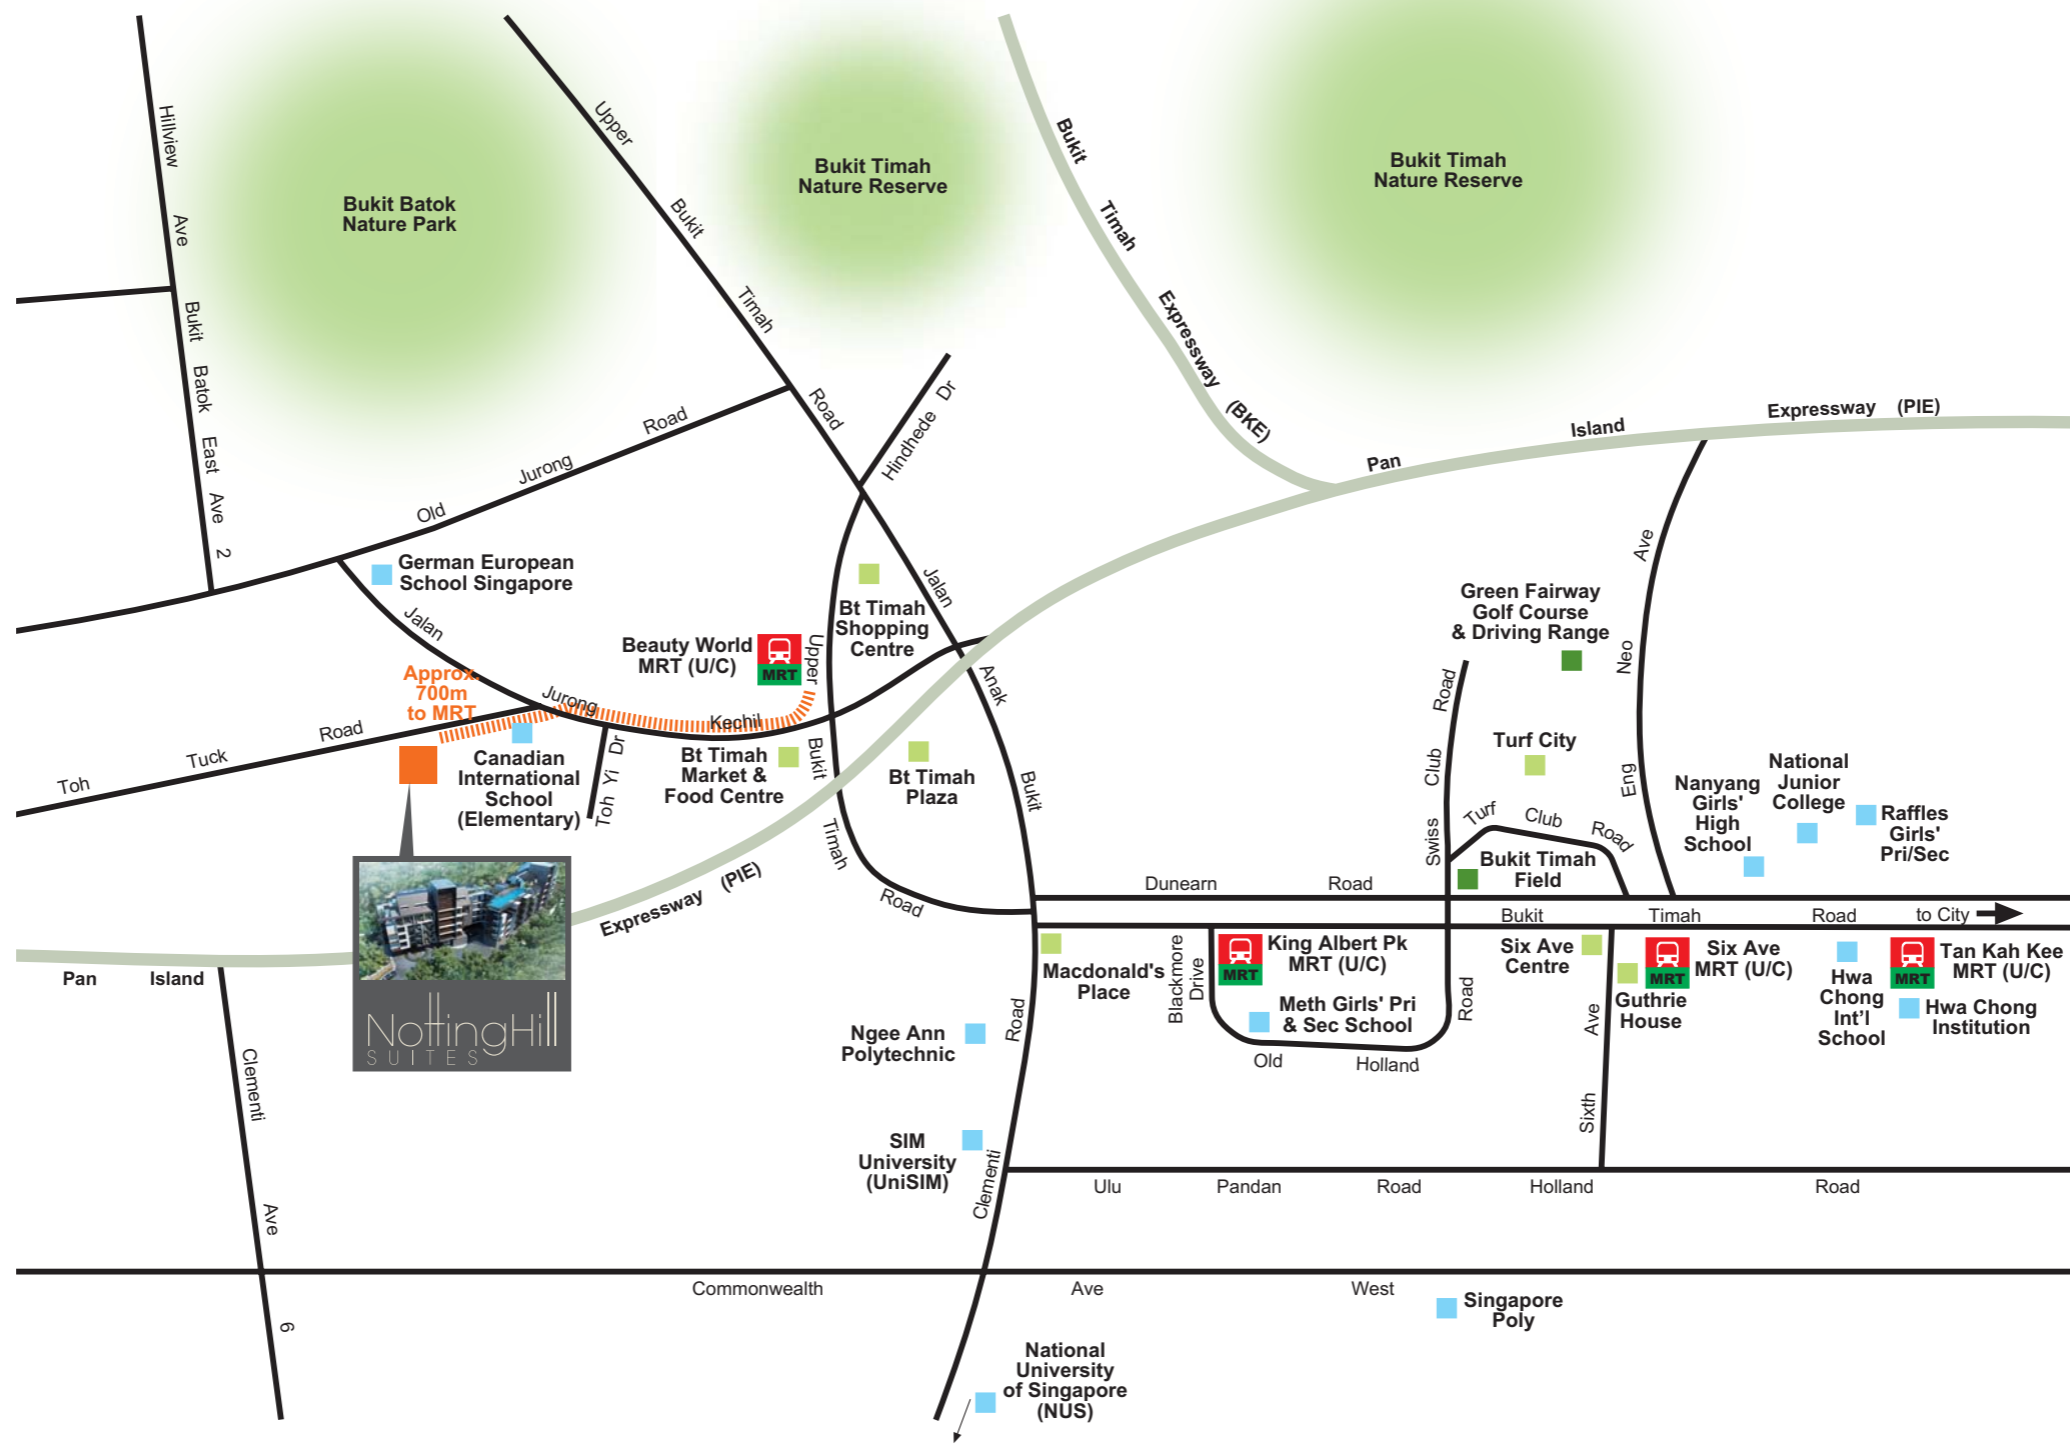 Hillview
Ave
Bukit
Batok
East
Ave
2
Bukit Batok
Nature Park
Upper
Bukit
Timah
Road
Bukit Timah
Nature Reserve
Bukit
Timah
Expressway
(BKE)
Bukit Timah
Nature Reserve
Hindhede Dr
Old
Jurong
Road
Pan
Island
Expressway (PIE)
German European
School Singapore
Jalan
Jurong
Kechil
Beauty World
MRT (U/C)
MRT
Upper
Bukit
Timah
Road
Bt Timah
Shopping
Centre
Jalan
Anak
Bukit
Approx.
700m
to MRT
Toh
Tuck
Road
Canadian
International
School
(Elementary)
Toh Yi Dr
Bt Timah
Market &
Food Centre
Bt Timah
Plaza
Green Fairway
Golf Course
& Driving Range
Turf City
Swiss
Club
Road
Turf
Club
Road
Bukit Timah
Field
Ave
Neo
Eng
Nanyang
Girls'
High
School
National
Junior
College
Raffles
Girls'
Pri/Sec
Dunearn
Road
Bukit
Timah
Road
to City
Pan
Island
Expressway (PIE)
NottingHill
SUITES
Macdonald's
Place
Blackmore
Drive
MRT
King Albert Pk
MRT (U/C)
Meth Girls' Pri
& Sec School
Old
Holland
Road
Six Ave
Centre
Guthrie
House
MRT
Six Ave
MRT (U/C)
Sixth
Ave
Hwa
Chong
Int'l
School
MRT
Tan Kah Kee
MRT (U/C)
Hwa Chong
Institution
Ngee Ann
Polytechnic
SIM
University
(UniSIM)
Clementi
Road
Clementi
Ave
6
Ulu
Pandan
Road
Holland
Road
Commonwealth
Ave
West
Singapore
Poly
National
University
of Singapore
(NUS)